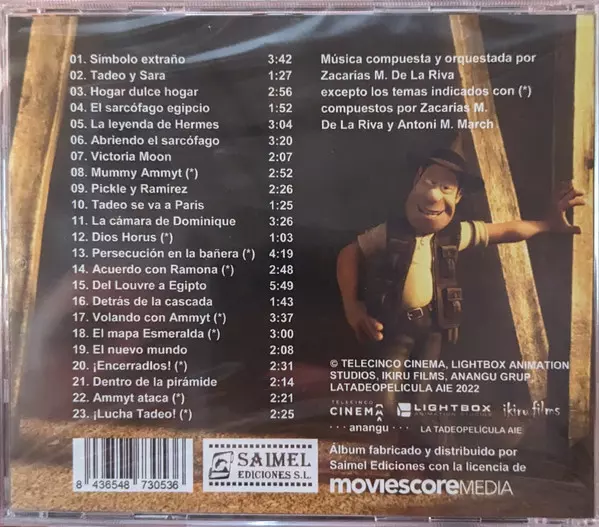 01. Símbolo extraño 3:42
02. Tadeo y Sara 1:27
03. Hogar dulce hogar 2:56
04. El sarcófago egipcio 1:52
05. La leyenda de Hermes 3:04
06. Abriendo el sarcófago 3:20
07. Victoria Moon 2:07
08. Mummy Ammyt (*) 2:52
09. Pickle y Ramírez 2:26
10. Tadeo se va a Paris 1:25
11. La cámara de Dominique 3:26
12. Dios Horus (*) 1:03
13. Persecución en la bañera (*) 4:19
14. Acuerdo con Ramona (*) 2:48
15. Del Louvre a Egipto 5:49
16. Detrás de la cascada 1:43
17. Volando con Ammyt (*) 3:37
18. El mapa Esmeralda (*) 3:00
19. El nuevo mundo 2:08
20. ¡Encerradlos! (*) 2:31
21. Dentro de la pirámide 2:14
22. Ammyt ataca (*) 2:21
23. ¡Lucha Tadeo! (*) 2:25
Música compuesta y orquestada por
Zacarías M. De La Riva
excepto los temas indicados con (*)
compuestos por Zacarías M.
De La Riva y Antoni M. March
© TELECINCO CINEMA, LIGHTBOX ANIMATION
STUDIOS, IKIRU FILMS, ANANGU GRUP,
LATADEOPELICULA AIE 2022
TELECINCO
CINEMA
LIGHTBOX
ANIMATION STUDIOS
ikiru films
··· anangu ···
LA TADEOPELÍCULA AIE
Álbum fabricado y distribuido por
Saimel Ediciones con la licencia de
moviescoreMEDIA
8 436548 730536
SAIMEL
EDICIONES S.L.